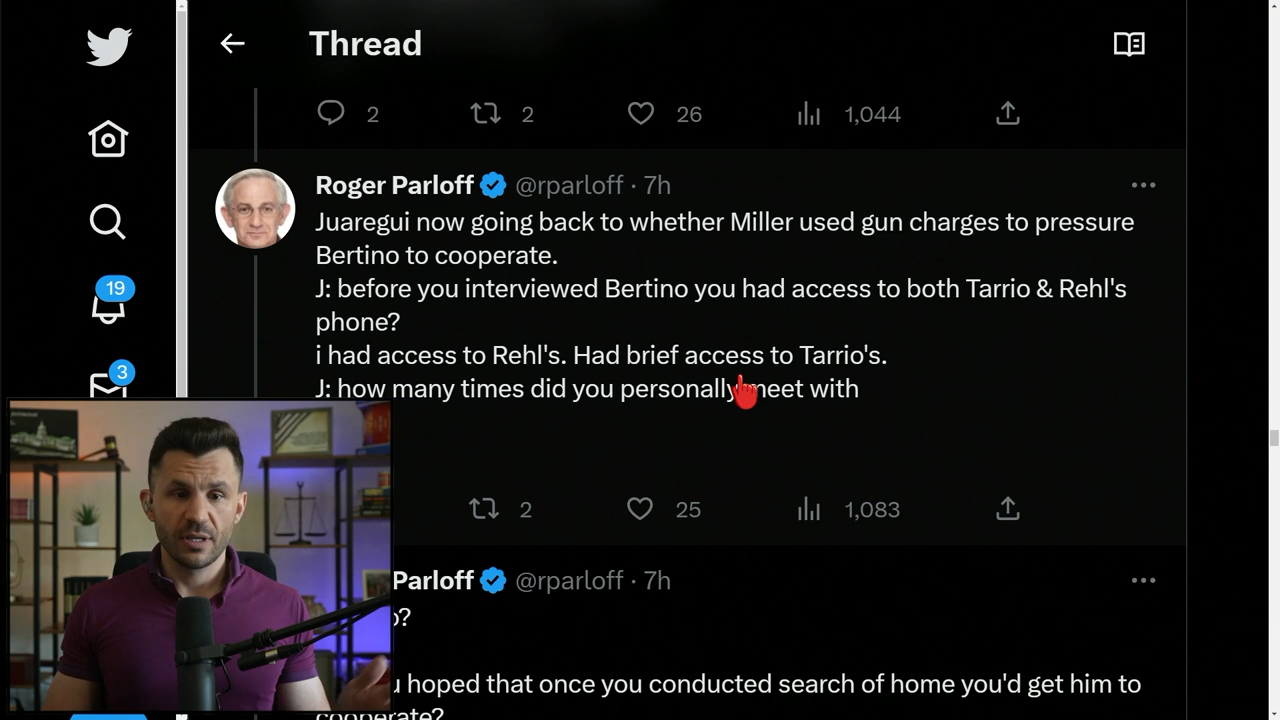 Thread
2 2 26 1,044
Roger Parloff @rparloff · 7h
Juaregui now going back to whether Miller used gun charges to pressure
Bertino to cooperate.
J: before you interviewed Bertino you had access to both Tarrio & Rehl's
phone?
i had access to Rehl's. Had brief access to Tarrio's.
J: how many times did you personally meet with
19
3
2 25 1,083
Parloff @rparloff · 7h
?
hoped that once you conducted search of home you'd get him to
cooperate?